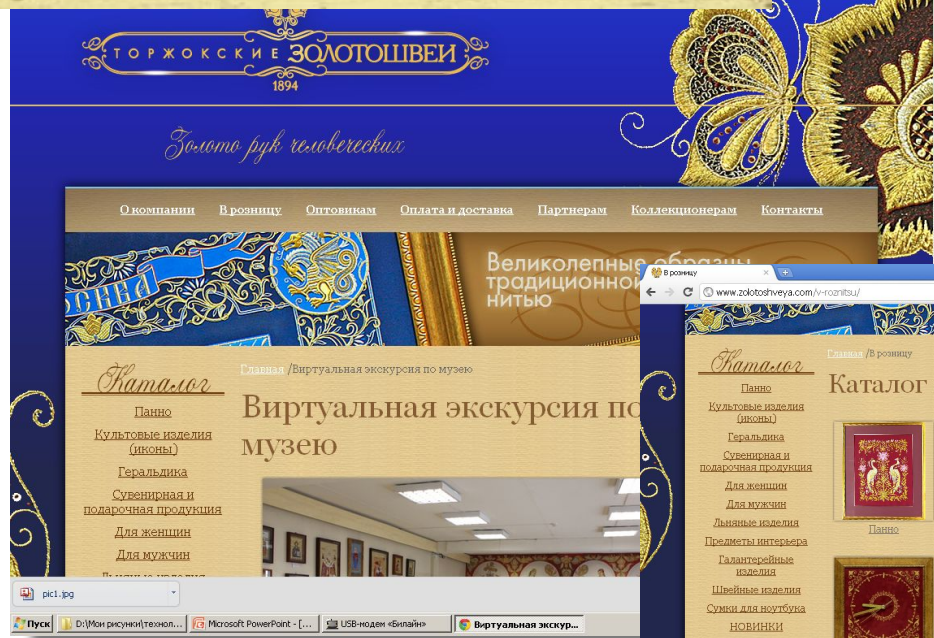 ТОРЖОКСКИЕ ЗОЛОТОШВЕИ
1894
Золото рук человеческих
О компании В розницу Оптовикам Оплата и доставка Партнерам Коллекционерам Контакты
Великолепные образцы
традиционной
нитью
Каталог
Панно
Культовые изделия
(иконы)
Геральдика
Сувенирная и
подарочная продукция
Для женщин
Для мужчин
Льняные изделия
Главная /Виртуальная экскурсия по музею
Виртуальная экскурсия по
музею
В розницу
www.zolotoshveya.com/v-roznitsu/
Каталог
Панно
Культовые изделия
(иконы)
Геральдика
Сувенирная и
подарочная продукция
Для женщин
Для мужчин
Льняные изделия
Предметы интерьера
Галантерейные
изделия
Швейные изделия
Сумки для ноутбука
НОВИНКИ
Главная /В розницу
Каталог
Панно
pic1.jpg
Пуск D:\Мои рисунки\технол... Microsoft PowerPoint - [... USB-модем «Билайн» Виртуальная экскур...